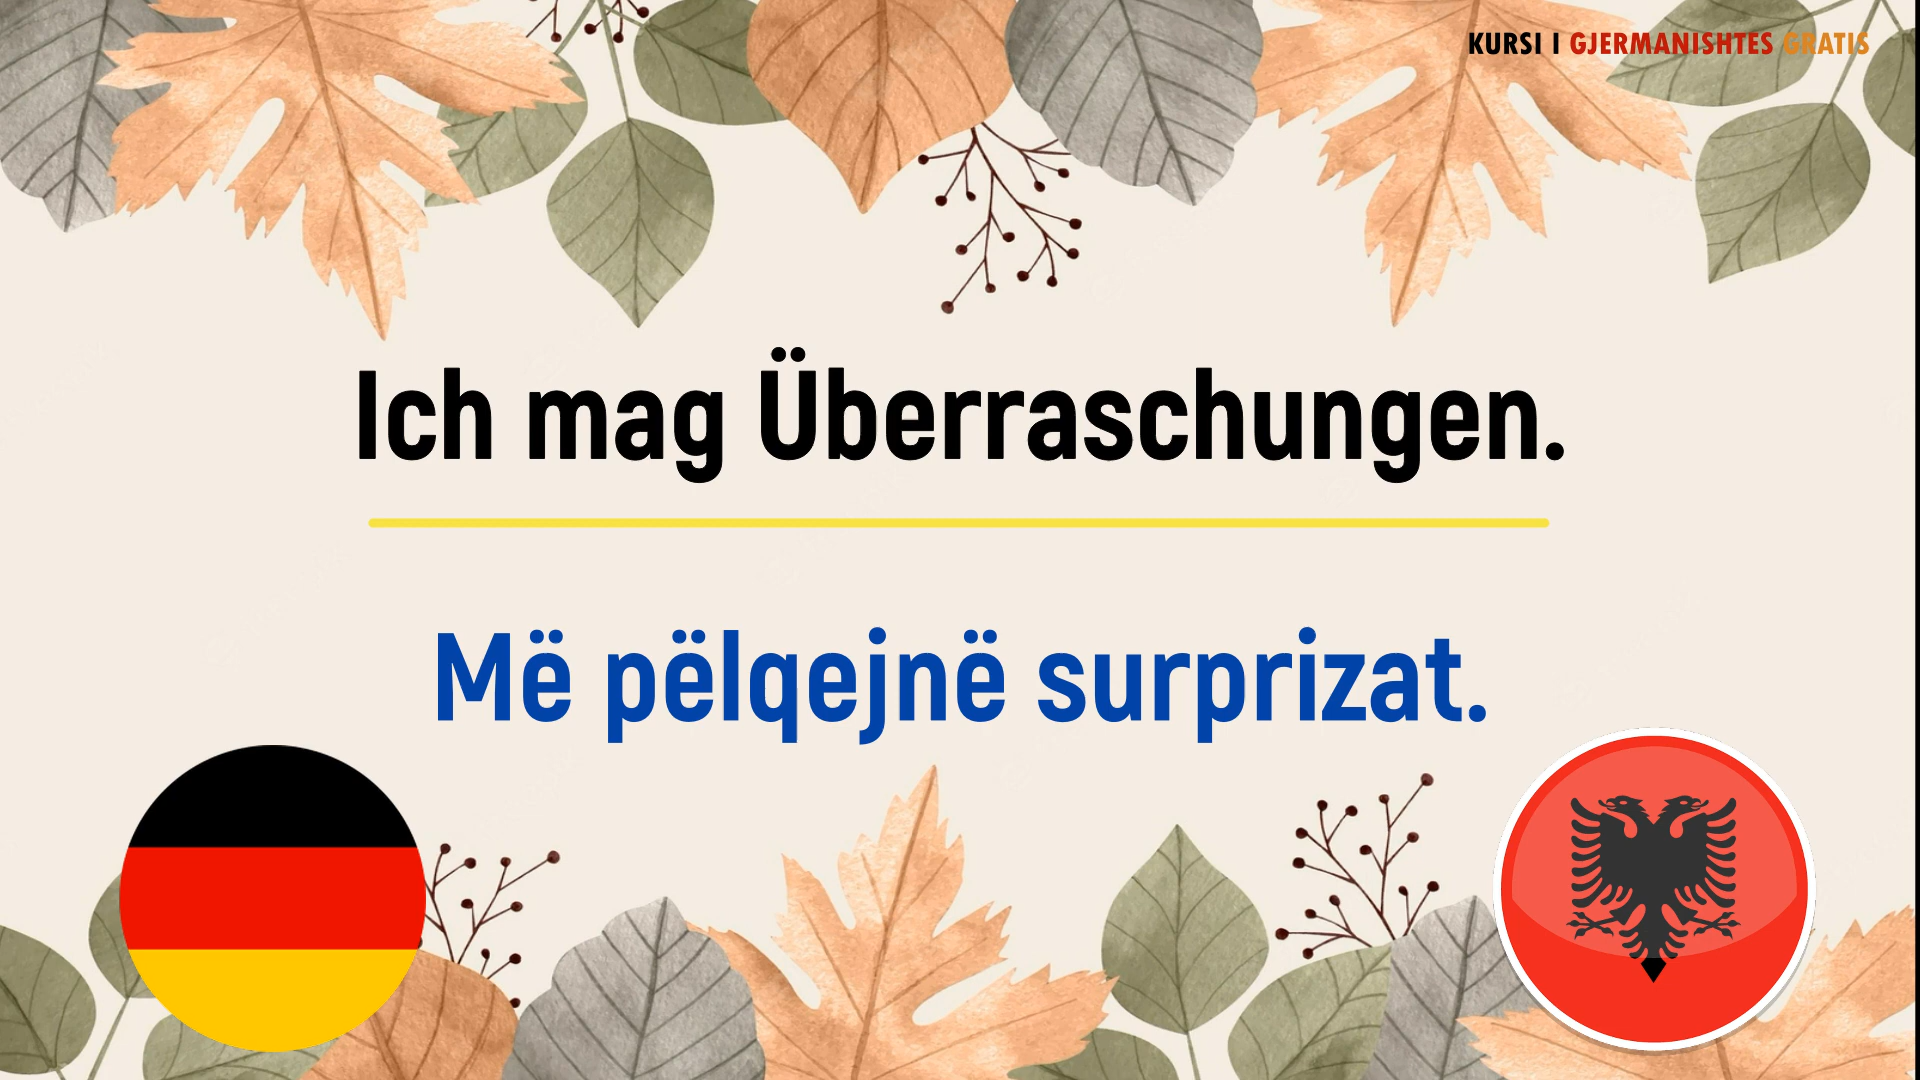 KURSI I GJERMANISHTES GRATIS
Ich mag Überraschungen.
Më pëlqejnë surprizat.